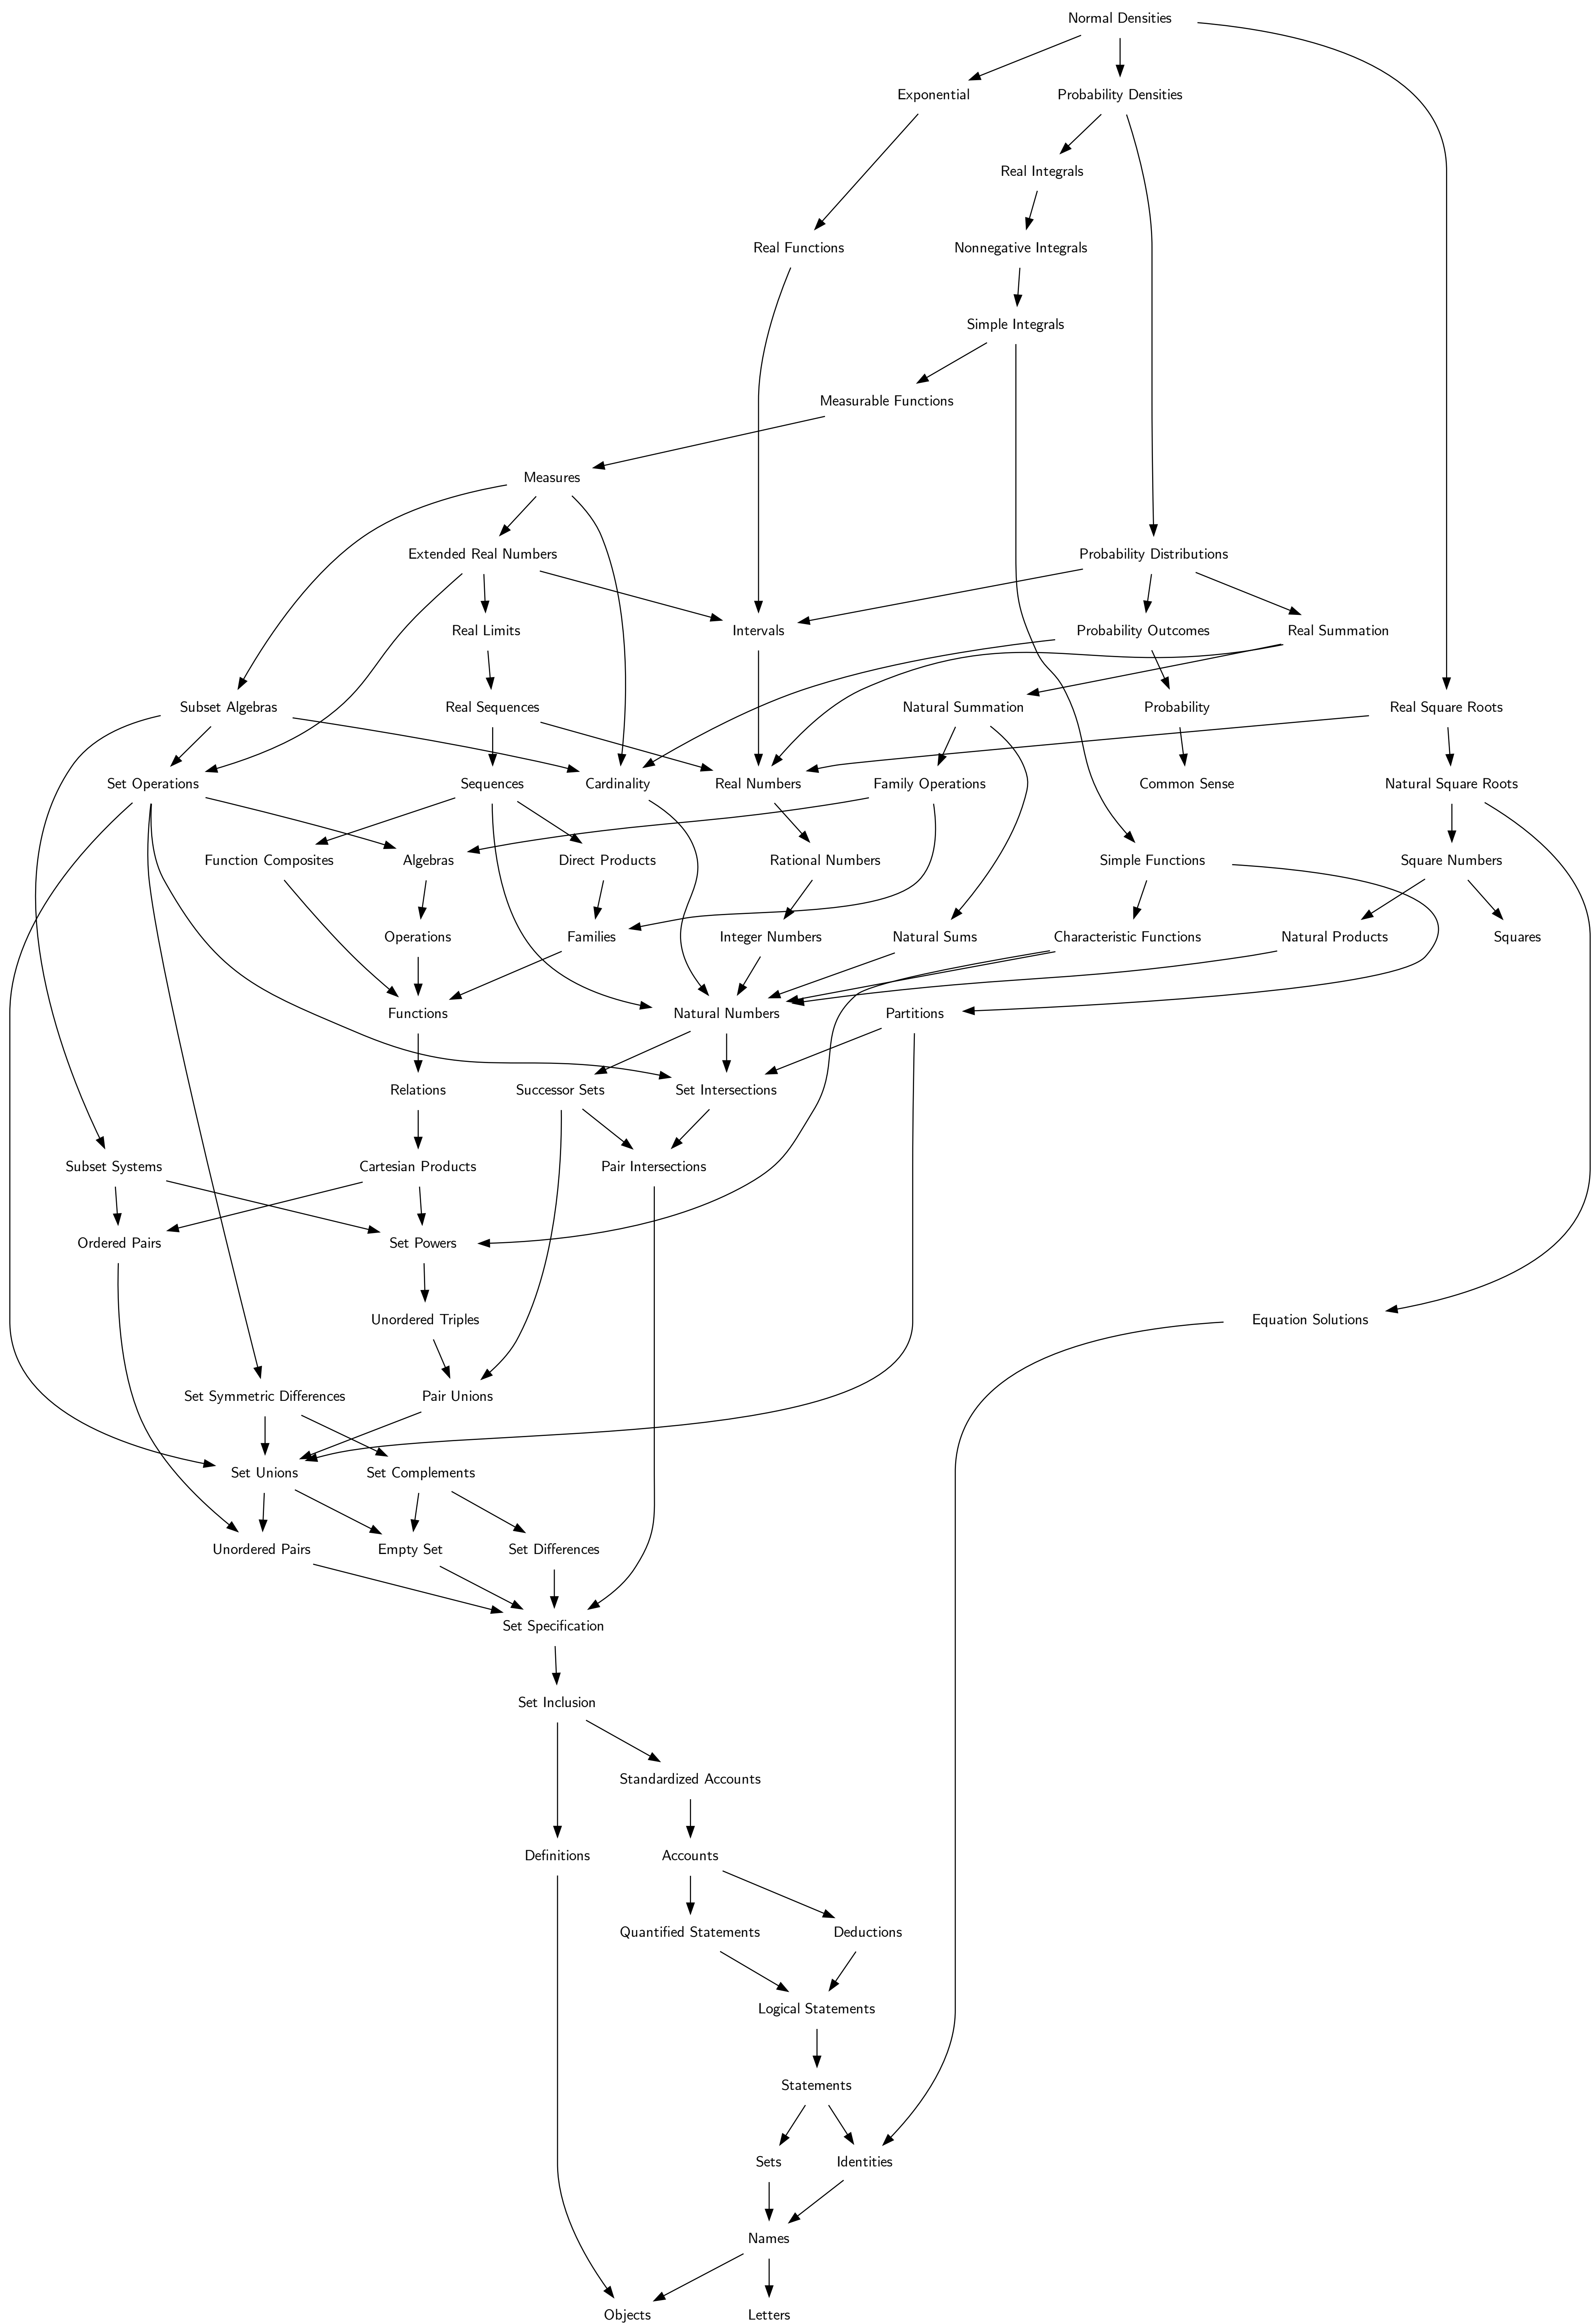 Normal Densities
Exponential
Probability Densities
Real Integrals
Real Functions
Nonnegative Integrals
Simple Integrals
Measurable Functions
Measures
Extended Real Numbers
Probability Distributions
Real Limits
Intervals
Probability Outcomes
Real Summation
Subset Algebras
Real Sequences
Natural Summation
Probability
Real Square Roots
Set Operations
Sequences
Cardinality
Real Numbers
Family Operations
Common Sense
Natural Square Roots
Function Composites
Algebras
Direct Products
Rational Numbers
Simple Functions
Square Numbers
Operations
Families
Integer Numbers
Natural Sums
Characteristic Functions
Natural Products
Squares
Functions
Natural Numbers
Partitions
Relations
Successor Sets
Set Intersections
Subset Systems
Cartesian Products
Pair Intersections
Ordered Pairs
Set Powers
Unordered Triples
Equation Solutions
Set Symmetric Differences
Pair Unions
Set Unions
Set Complements
Unordered Pairs
Empty Set
Set Differences
Set Specification
Set Inclusion
Standardized Accounts
Definitions
Accounts
Quantified Statements
Deductions
Logical Statements
Statements
Sets
Identities
Names
Objects
Letters